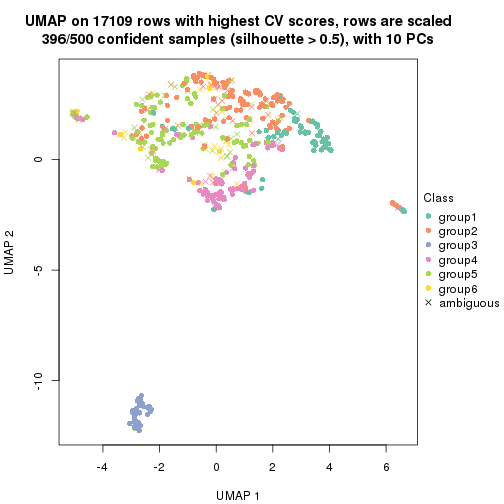 UMAP on 17109 rows with highest CV scores, rows are scaled
396/500 confident samples (silhouette > 0.5), with 10 PCs
0
-5
-10
UMAP 2
-4
-2
0
2
4
6
UMAP 1
Class
group1
group2
group3
group4
group5
group6
ambiguous